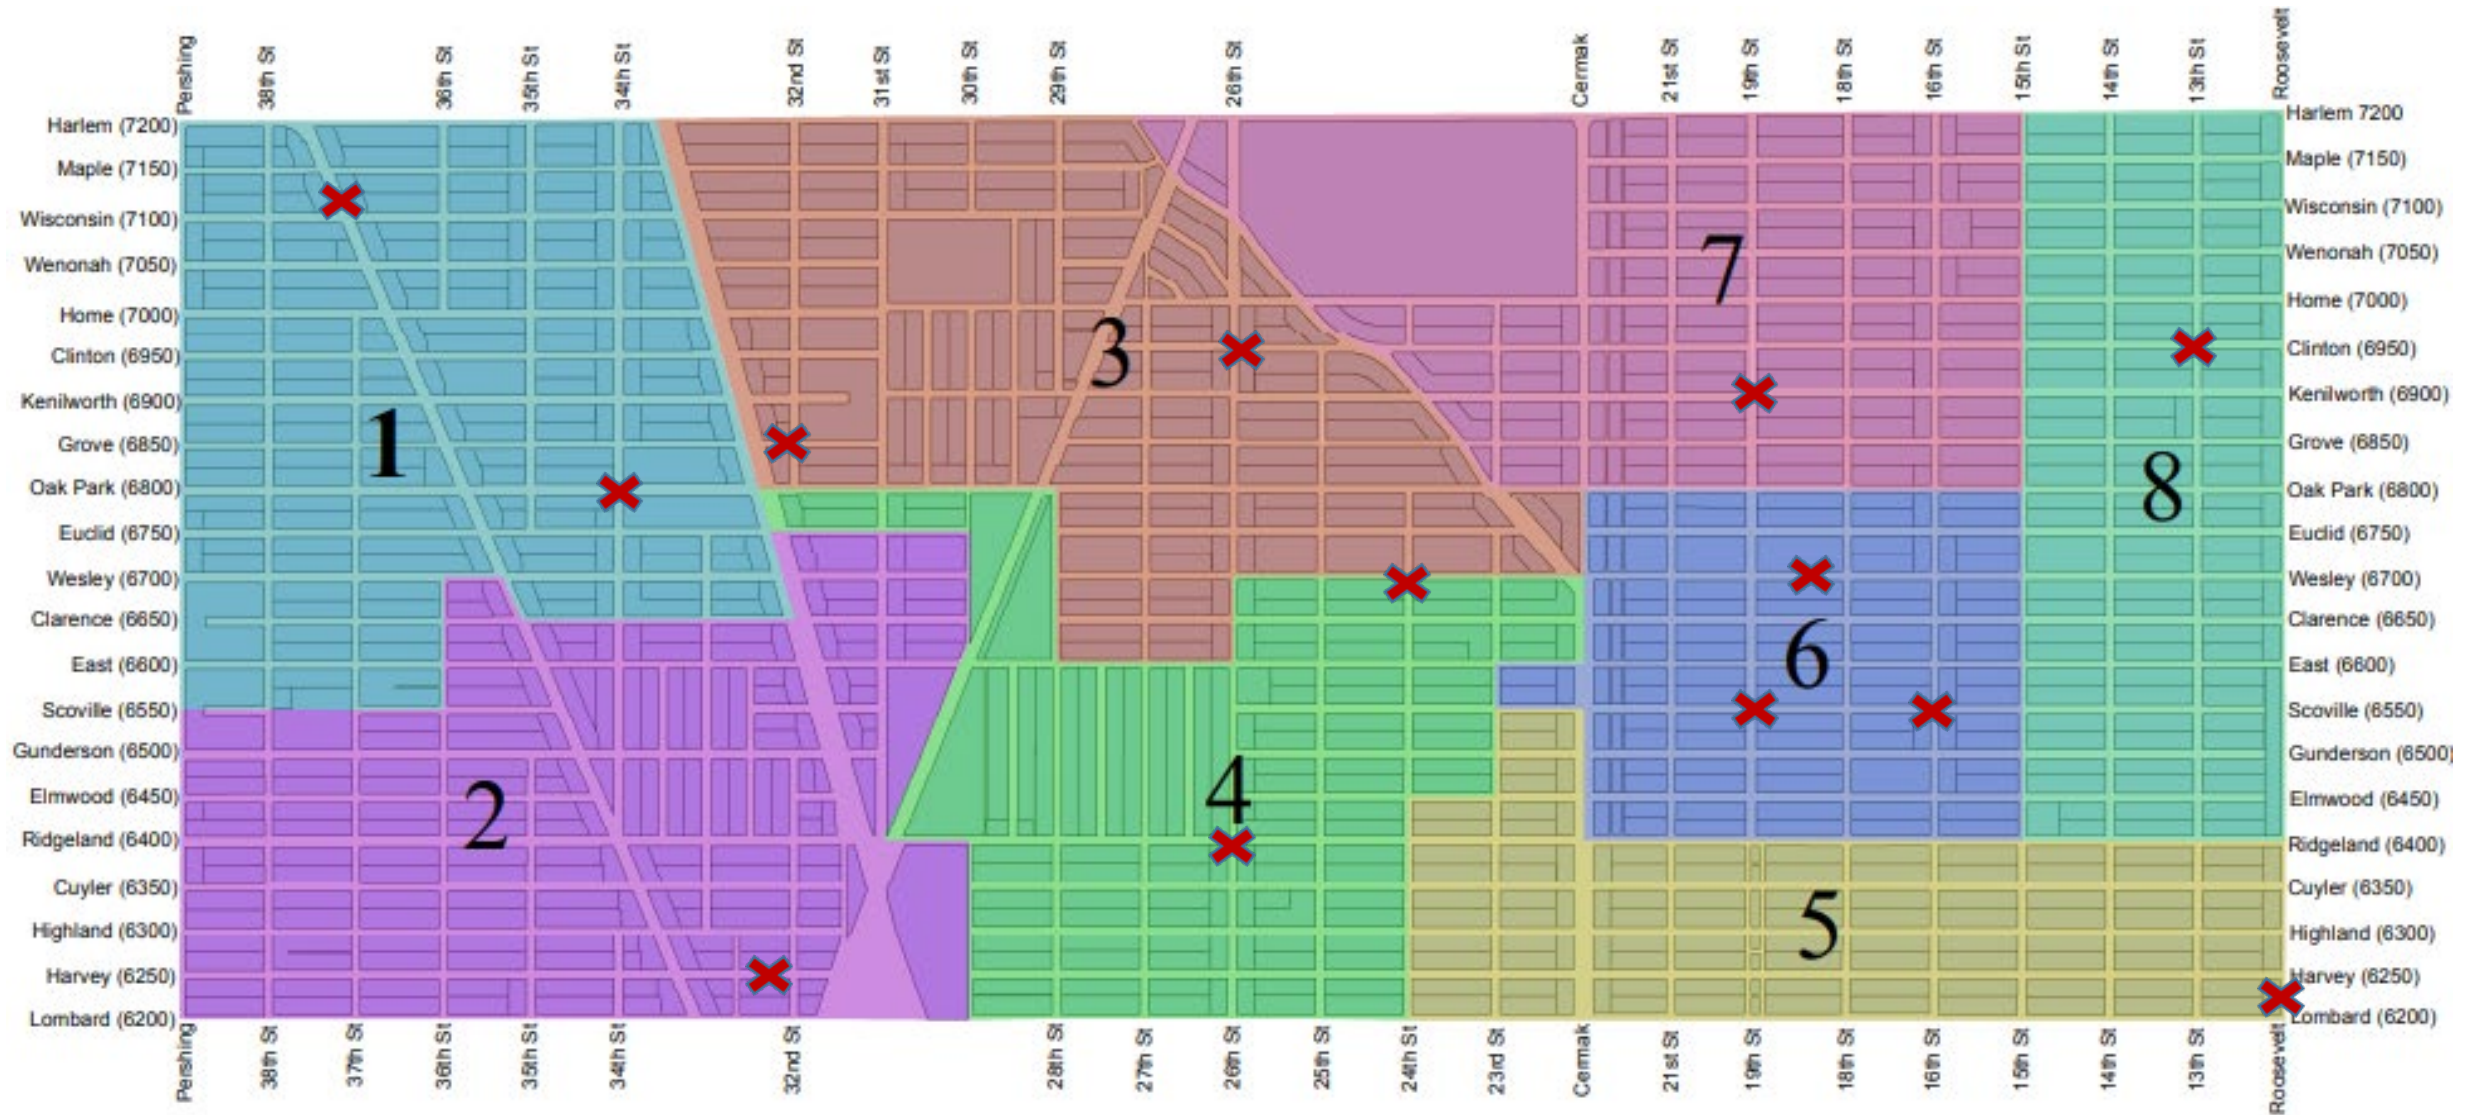 Pershing
38th St
36th St
35th St
34th St
32nd St
31st St
30th St
29th St
26th St
Cermak
21st St
19th St
18th St
16th St
15th St
14th St
13th St
Roosevelt
Harlem (7200)
Harlem 7200
Maple (7150)
Maple (7150)
Wisconsin (7100)
Wisconsin (7100)
Wenonah (7050)
7
Wenonah (7050)
Home (7000)
Home (7000)
Clinton (6950)
3
Clinton (6950)
Kenilworth (6900)
Kenilworth (6900)
Grove (6850)
1
Grove (6850)
Oak Park (6800)
8
Oak Park (6800)
Euclid (6750)
Euclid (6750)
Wesley (6700)
Wesley (6700)
Clarence (6650)
Clarence (6650)
East (6600)
6
East (6600)
Scoville (6550)
Scoville (6550)
Gunderson (6500)
Gunderson (6500)
Elmwood (6450)
4
Elmwood (6450)
2
Ridgeland (6400)
Ridgeland (6400)
Cuyler (6350)
Cuyler (6350)
Highland (6300)
5
Highland (6300)
Harvey (6250)
Harvey (6250)
Lombard (6200)
Lombard (6200)
Pershing
38th St
37th St
36th St
35th St
34th St
32nd St
28th St
27th St
26th St
25th St
24th St
23rd St
Cermak
21st St
19th St
18th St
16th St
15th St
14th St
13th St
Roosevelt